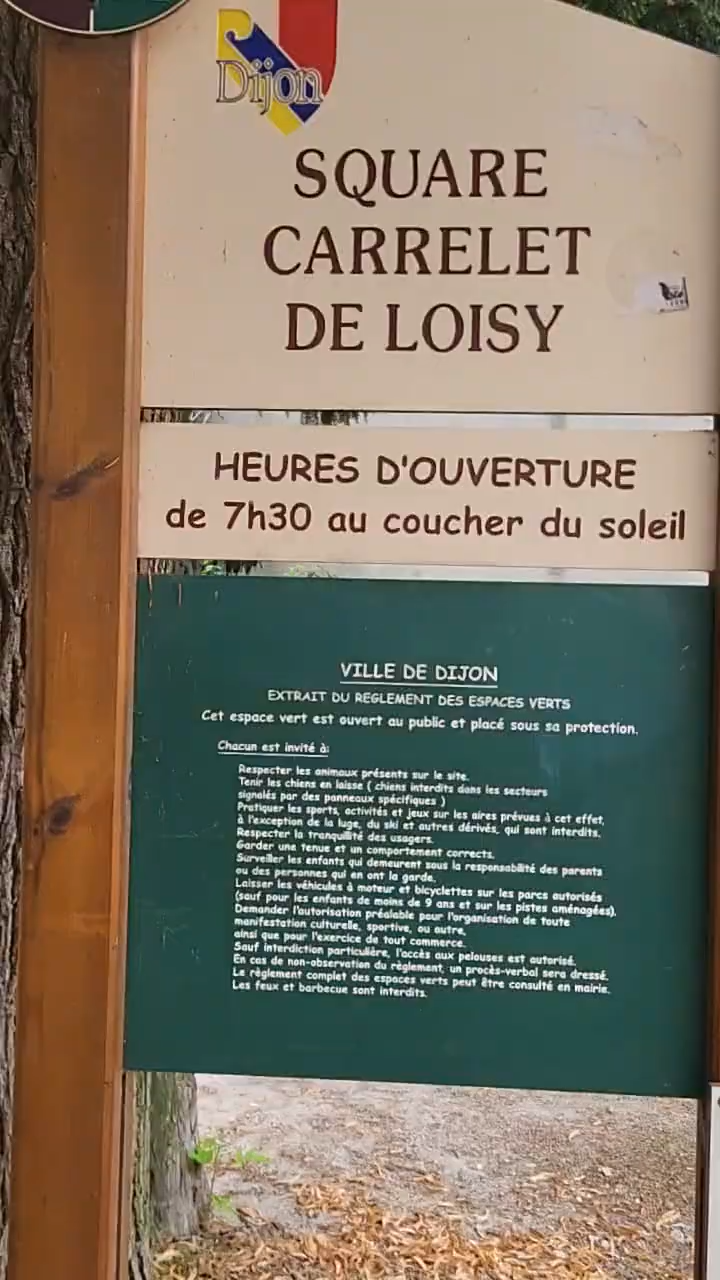 Dijon
SQUARE
CARRELET
DE LOISY
HEURES D'OUVERTURE
de 7h30 au coucher du soleil
VILLE DE DIJON
EXTRAIT DU REGLEMENT DES ESPACES VERTS
Cet espace vert est ouvert au public et placé sous sa protection.
Chacun est invité à:
Respecter les animaux présents sur le site.
Tenir les chiens en laisse ( chiens interdits dans les secteurs
signalés par des panneaux spécifiques )
Pratiquer les sports, activités et jeux sur les aires prévues à cet effet,
à l'exception de la luge, du ski et autres dérivés, qui sont interdits.
Respecter la tranquillité des usagers.
Garder une tenue et un comportement corrects.
Surveiller les enfants qui demeurent sous la responsabilité des parents
ou des personnes qui en ont la garde.
Laisser les véhicules à moteur et bicyclettes sur les parcs autorisés
(sauf pour les enfants de moins de 9 ans et sur les pistes aménagées).
Demander l'autorisation préalable pour l'organisation de toute
manifestation culturelle, sportive, ou autre,
ainsi que pour l'exercice de tout commerce.
Sauf interdiction particulière, l'accès aux pelouses est autorisé.
En cas de non-observation du règlement, un procès-verbal sera dressé.
Le règlement complet des espaces verts peut être consulté en mairie.
Les feux et barbecue sont interdits.